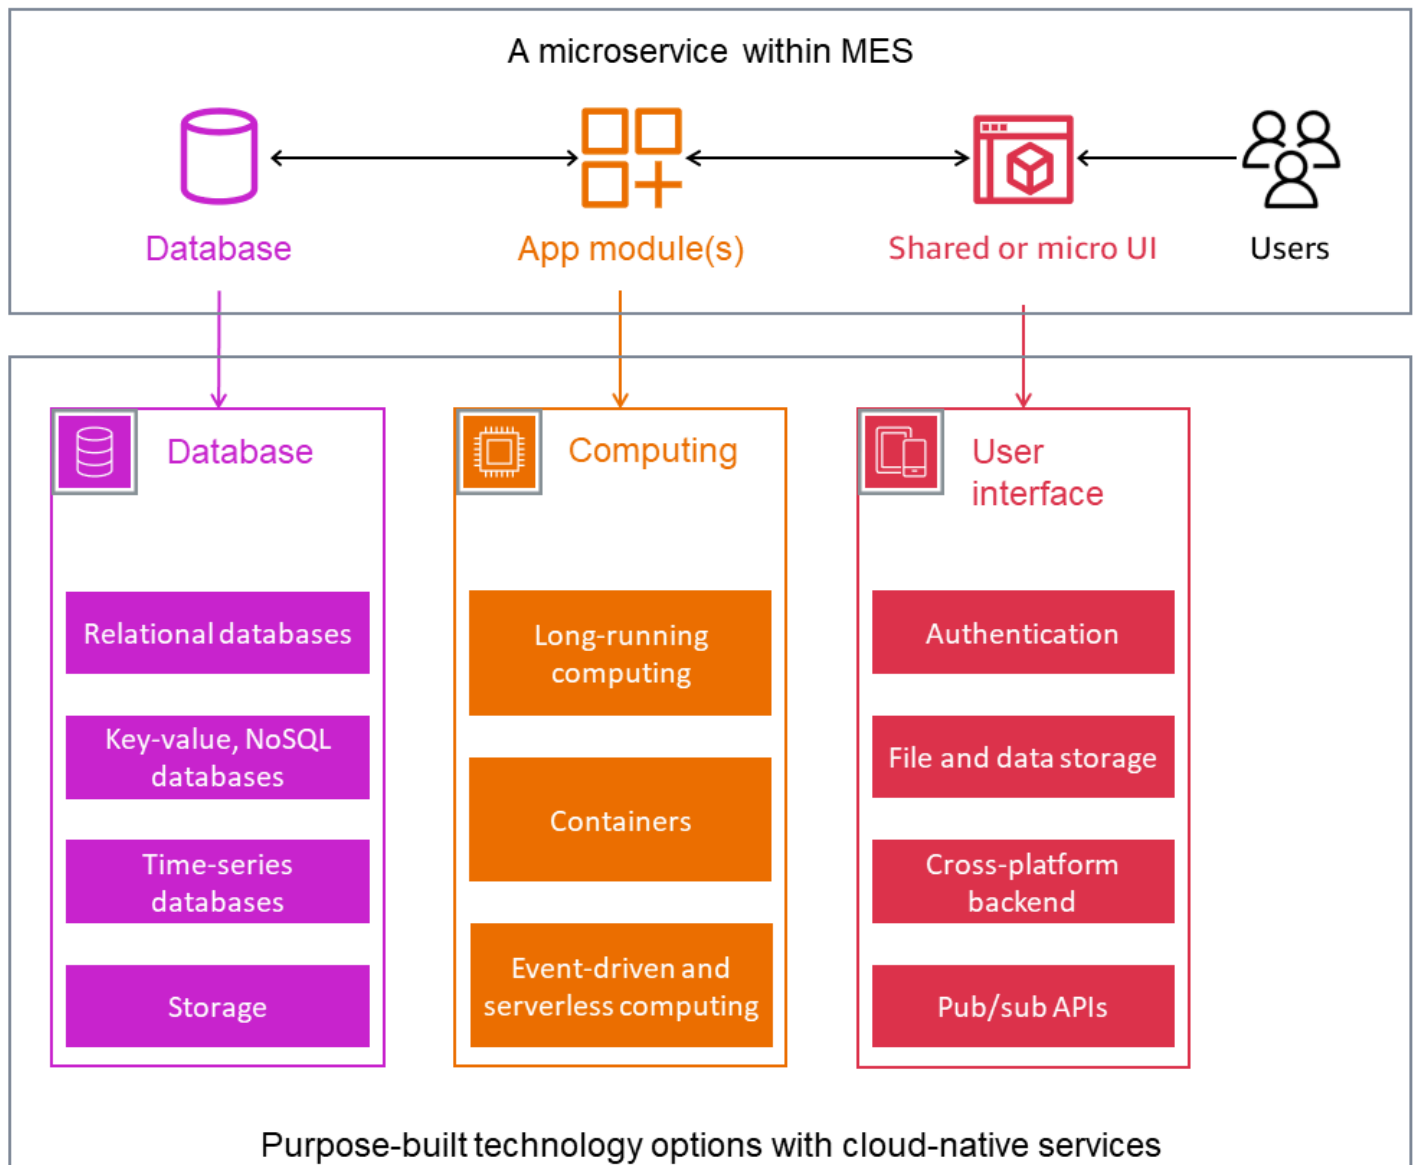 A microservice within MES
Database
App module(s)
Shared or micro UI
Users
Database
Computing
User
interface
Relational databases
Key-value, NoSQL
databases
Time-series
databases
Storage
Long-running
computing
Containers
Event-driven and
serverless computing
Authentication
File and data storage
Cross-platform
backend
Pub/sub APIs
Purpose-built technology options with cloud-native services